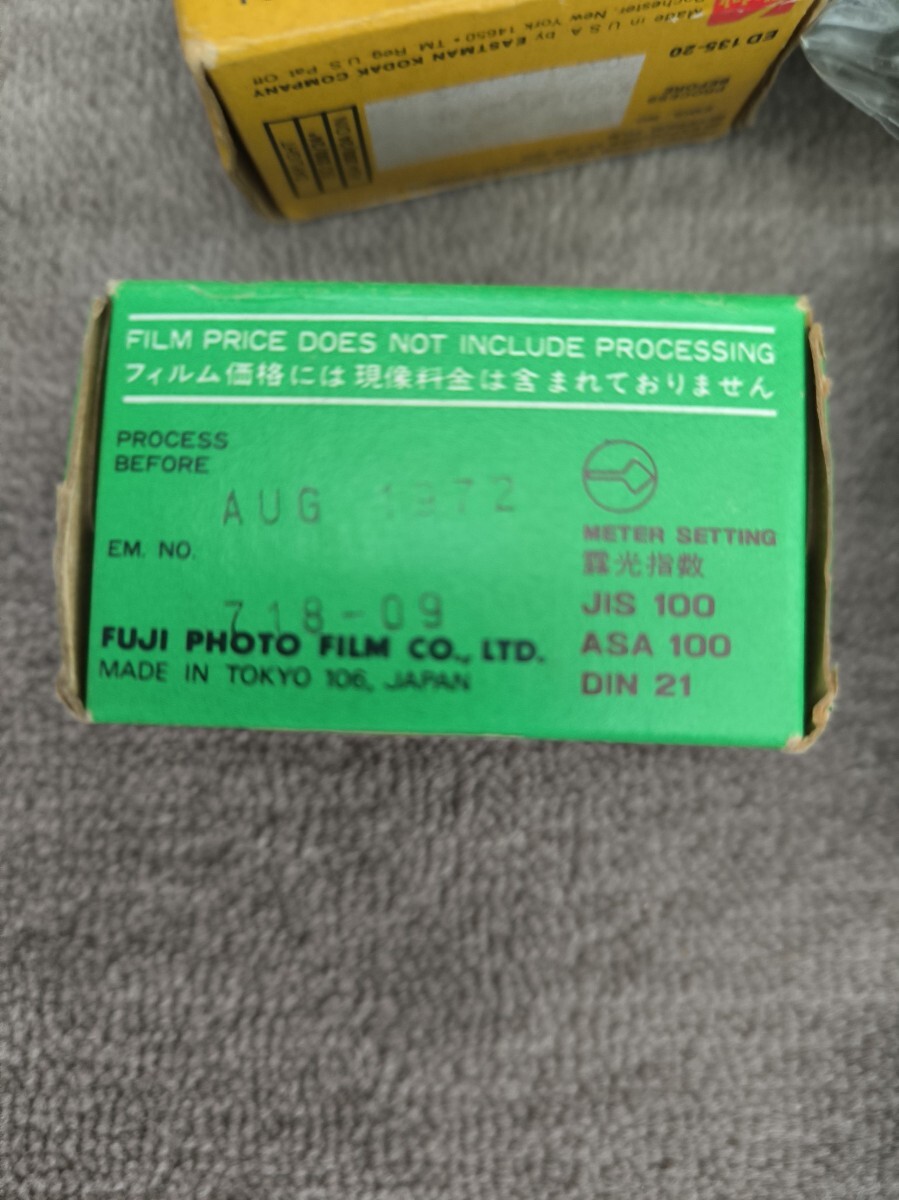 ED 135-20
Made in U.S.A. by EASTMAN KODAK COMPANY
Rochester, New York 14650 • TM Reg U S Pat Off
PROCESS
BEFORE
FILM PRICE DOES NOT INCLUDE PROCESSING
フィルム価格には現像料金は含まれておりません
PROCESS
BEFORE
AUG 1972
EM. NO.
718-09
FUJI PHOTO FILM CO., LTD.
MADE IN TOKYO 106, JAPAN
METER SETTING
露光指数
JIS 100
ASA 100
DIN 21